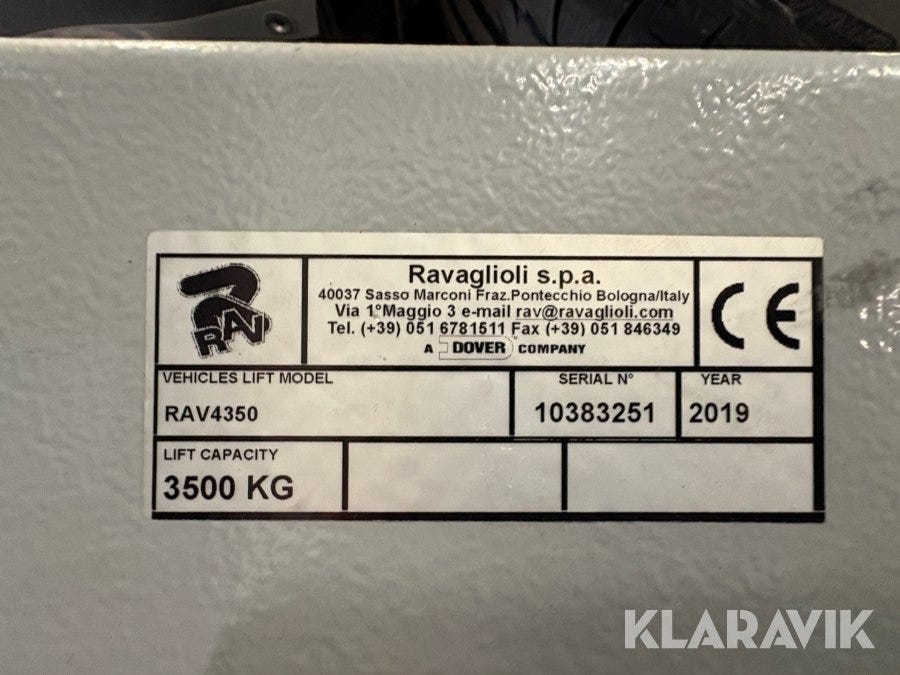 RAV
Ravaglioli s.p.a.
40037 Sasso Marconi Fraz.Pontecchio Bologna/Italy
Via 1°Maggio 3 e-mail rav@ravaglioli.com
Tel. (+39) 051 6781511 Fax (+39) 051 846349
A DOVER COMPANY
CE
VEHICLES LIFT MODEL
RAV4350
SERIAL N°
10383251
YEAR
2019
LIFT CAPACITY
3500 KG
KLARAVIK